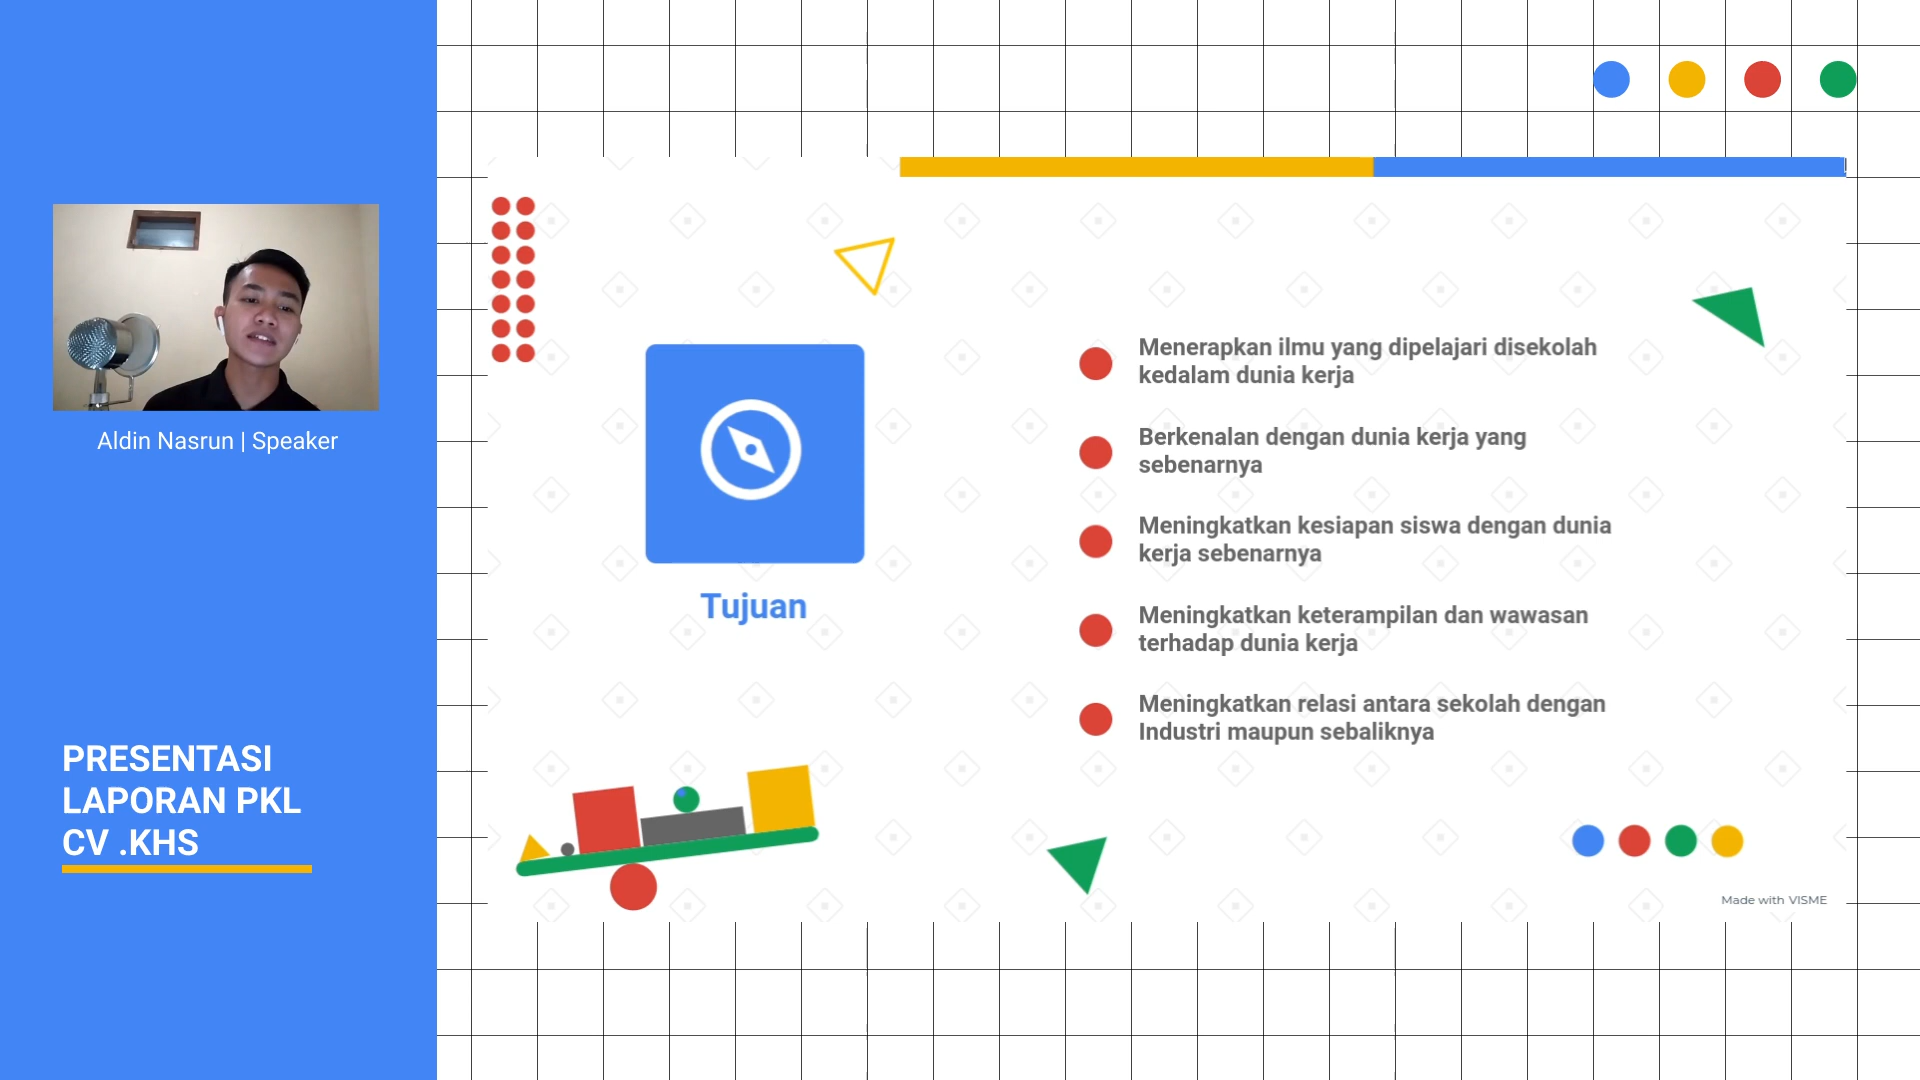 Aldin Nasrun | Speaker
PRESENTASI
LAPORAN PKL
CV .KHS
Tujuan
Menerapkan ilmu yang dipelajari disekolah
kedalam dunia kerja
Berkenalan dengan dunia kerja yang
sebenarnya
Meningkatkan kesiapan siswa dengan dunia
kerja sebenarnya
Meningkatkan keterampilan dan wawasan
terhadap dunia kerja
Meningkatkan relasi antara sekolah dengan
Industri maupun sebaliknya
Made with VISME